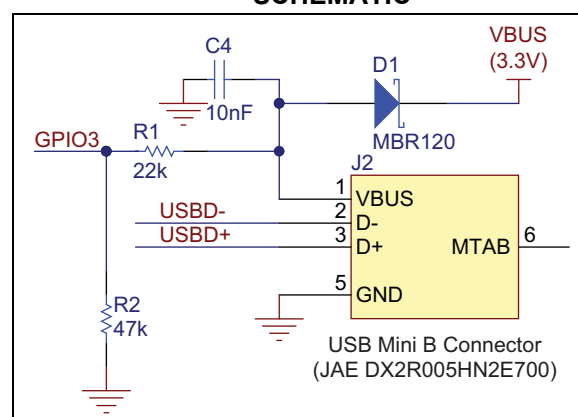 SCHEMATIC
C4
10nF
VBUS
(3.3V)
D1
MBR120
GPIO3
R1
22k
J2
1
VBUS
USBD-
2
D-
USBD+
3
D+
MTAB
6
5
GND
R2
47k
USB Mini B Connector
(JAE DX2R005HN2E700)